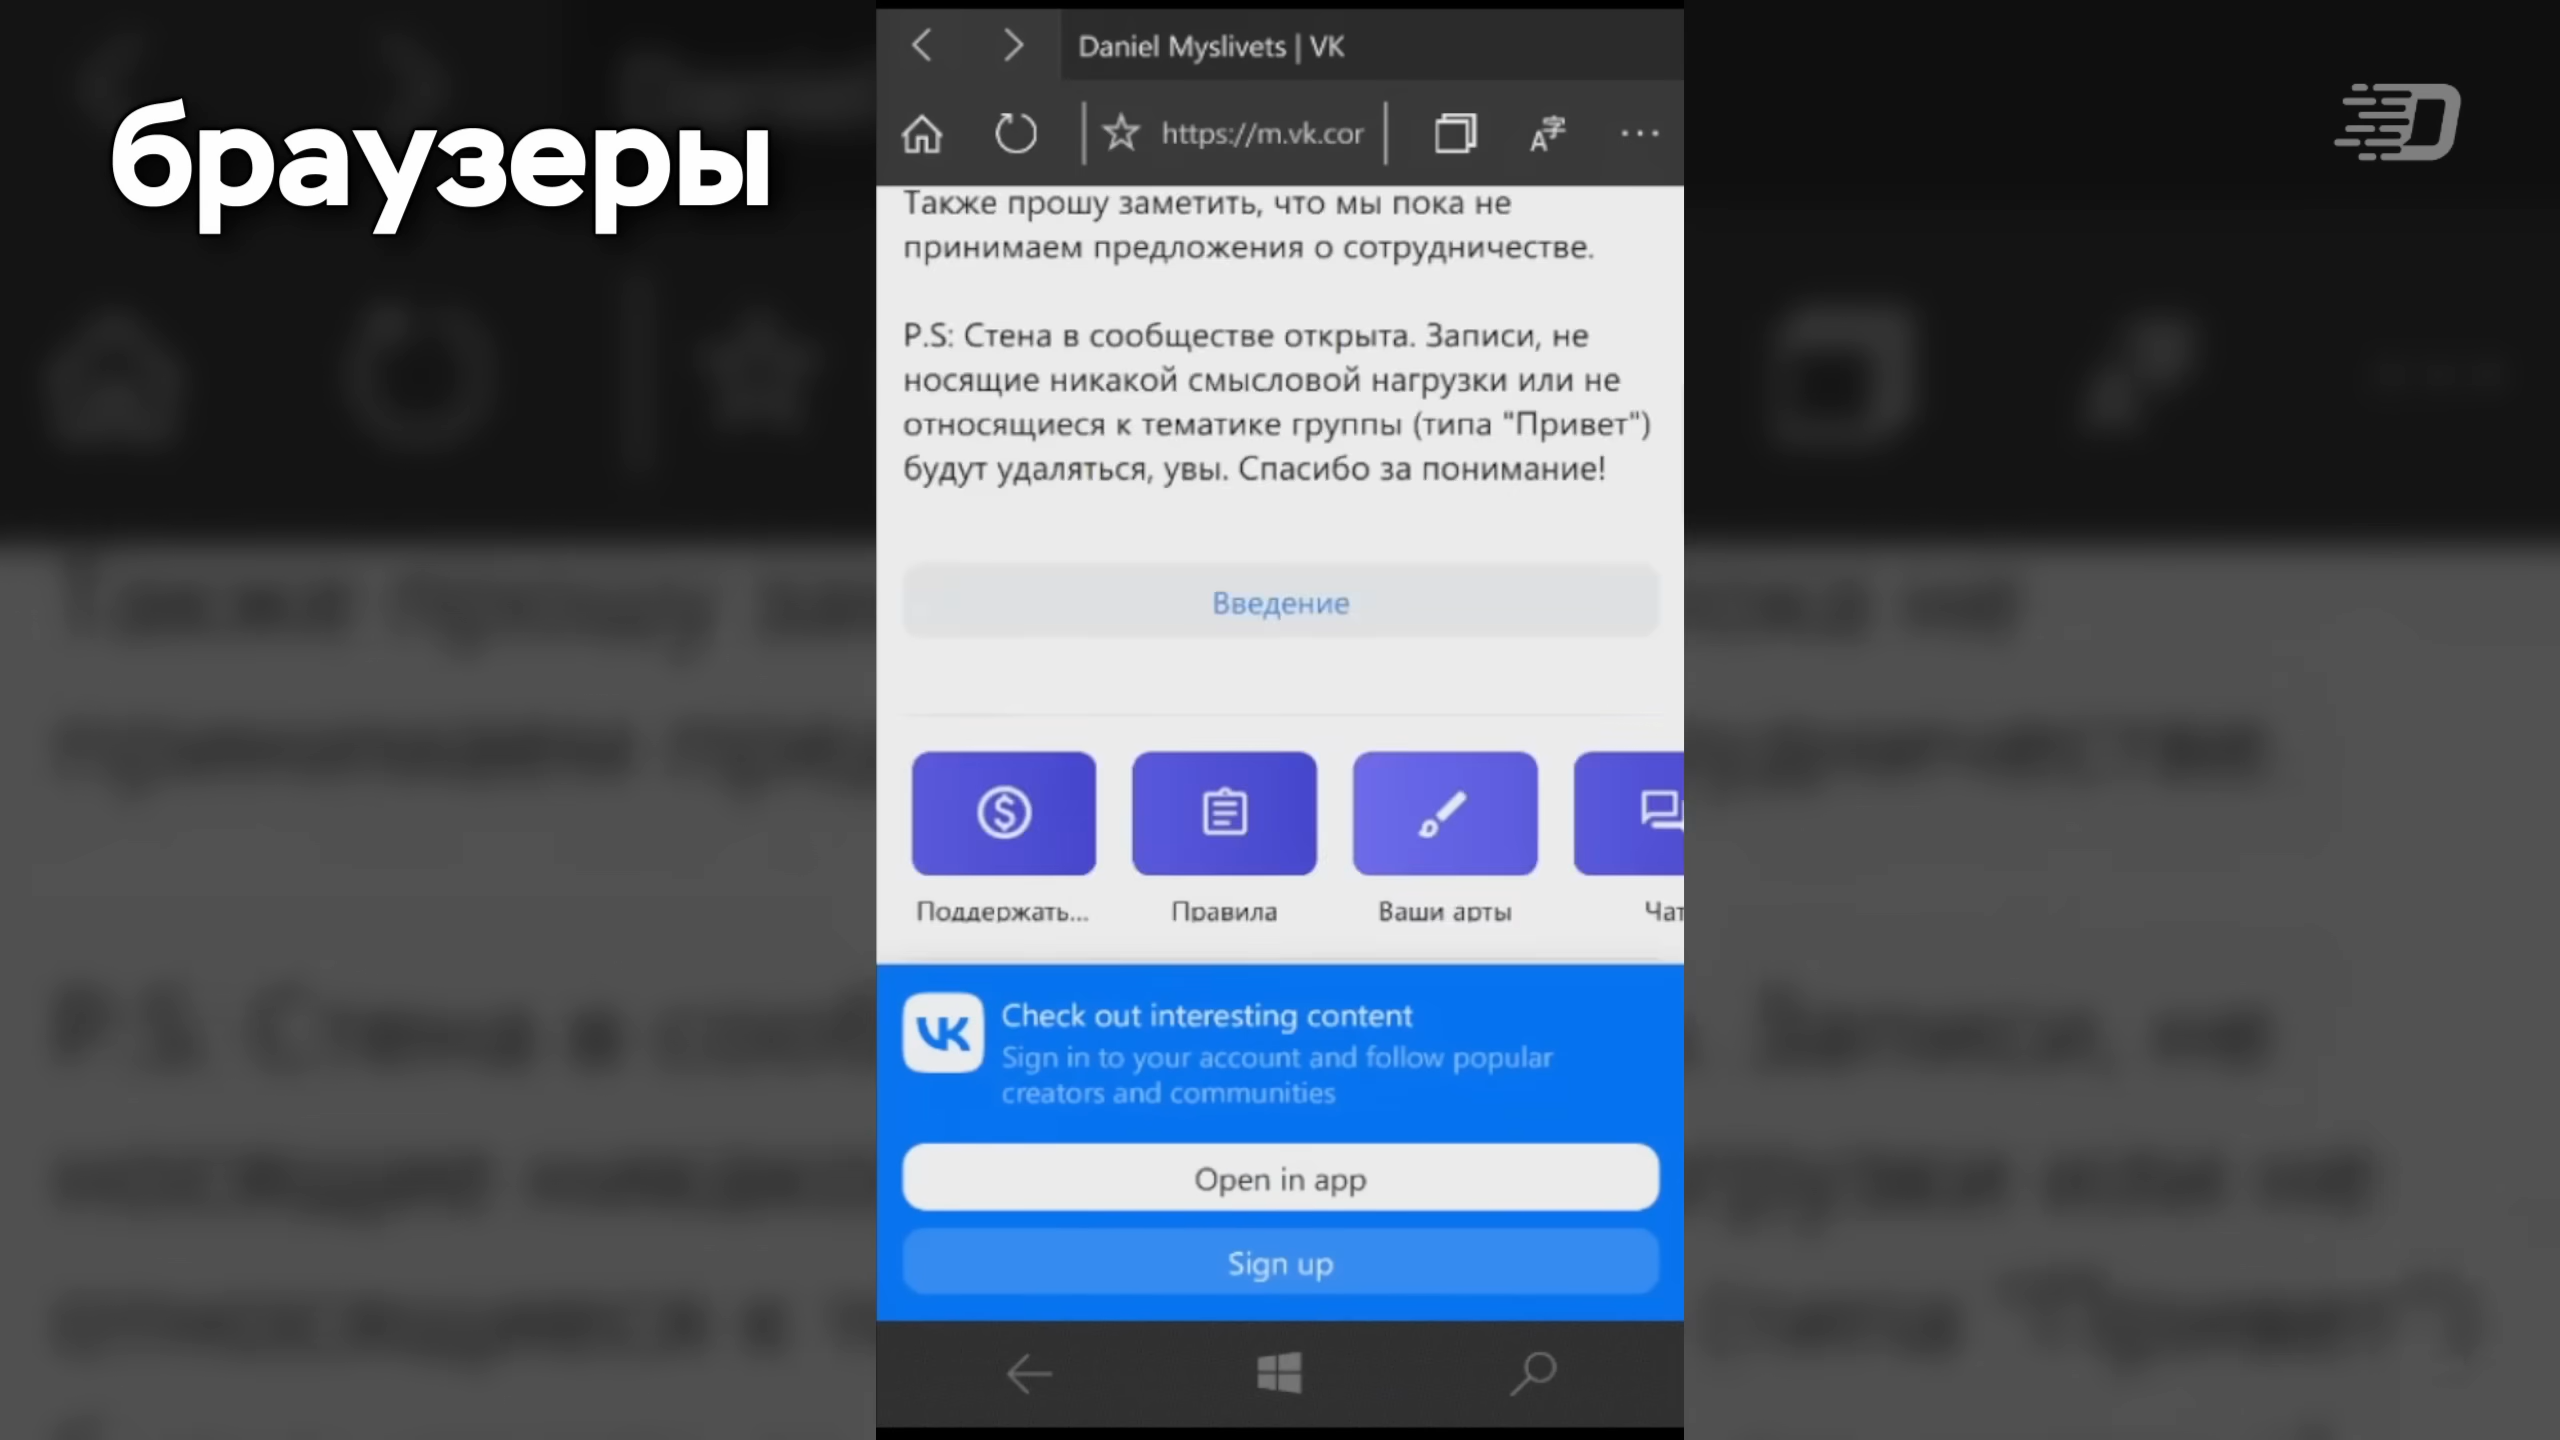 браузеры
Daniel Myslivets | VK
https://m.vk.cor
Также прошу заметить, что мы пока не
принимаем предложения о сотрудничестве.
P.S: Стена в сообществе открыта. Записи, не
носящие никакой смысловой нагрузки или не
относящиеся к тематике группы (типа "Привет")
будут удаляться, увы. Спасибо за понимание!
Введение
Поддержать...
Правила
Ваши арты
Чат
Check out interesting content
Sign in to your account and follow popular
creators and communities
Open in app
Sign up